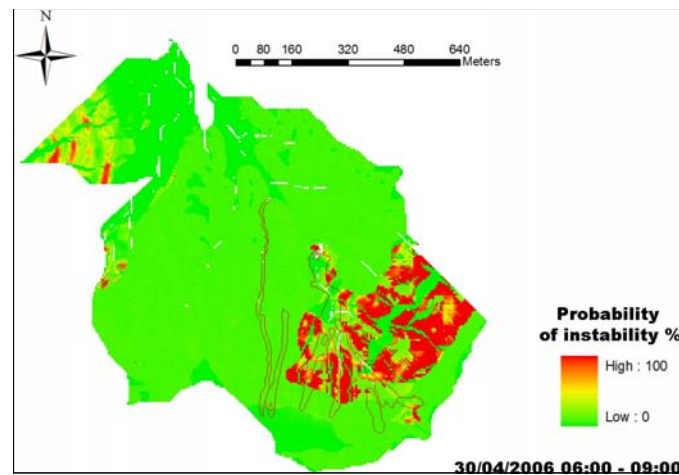 N
0 80 160 320 480 640
Meters
Probability
of instability %
High : 100
Low : 0
30/04/2006 06:00 - 09:00